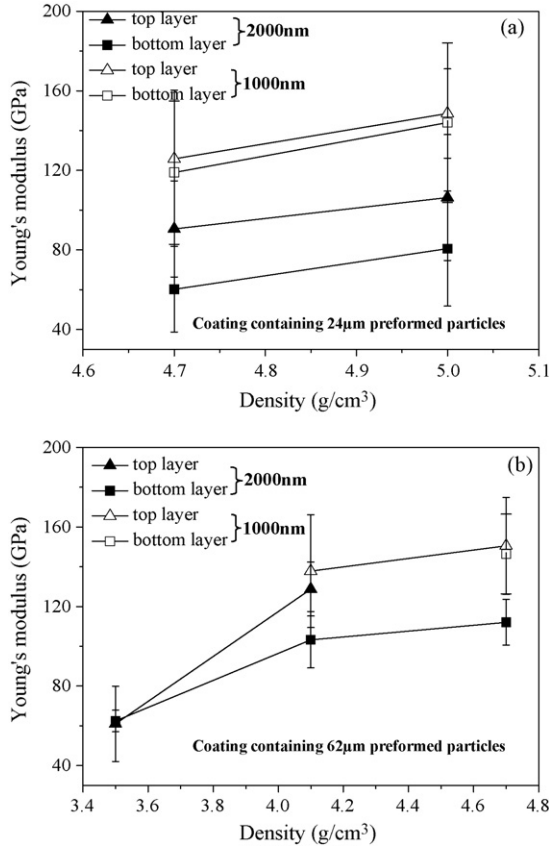 200
160
120
80
40
Young's modulus (GPa)
(a)
top layer
bottom layer
2000nm
top layer
bottom layer
1000nm
Coating containing 24μm preformed particles
4.6 4.7 4.8 4.9 5.0 5.1
Density (g/cm³)
200
160
120
80
40
Young's modulus (GPa)
(b)
top layer
bottom layer
2000nm
top layer
bottom layer
1000nm
Coating containing 62μm preformed particles
3.4 3.6 3.8 4.0 4.2 4.4 4.6 4.8
Density (g/cm³)